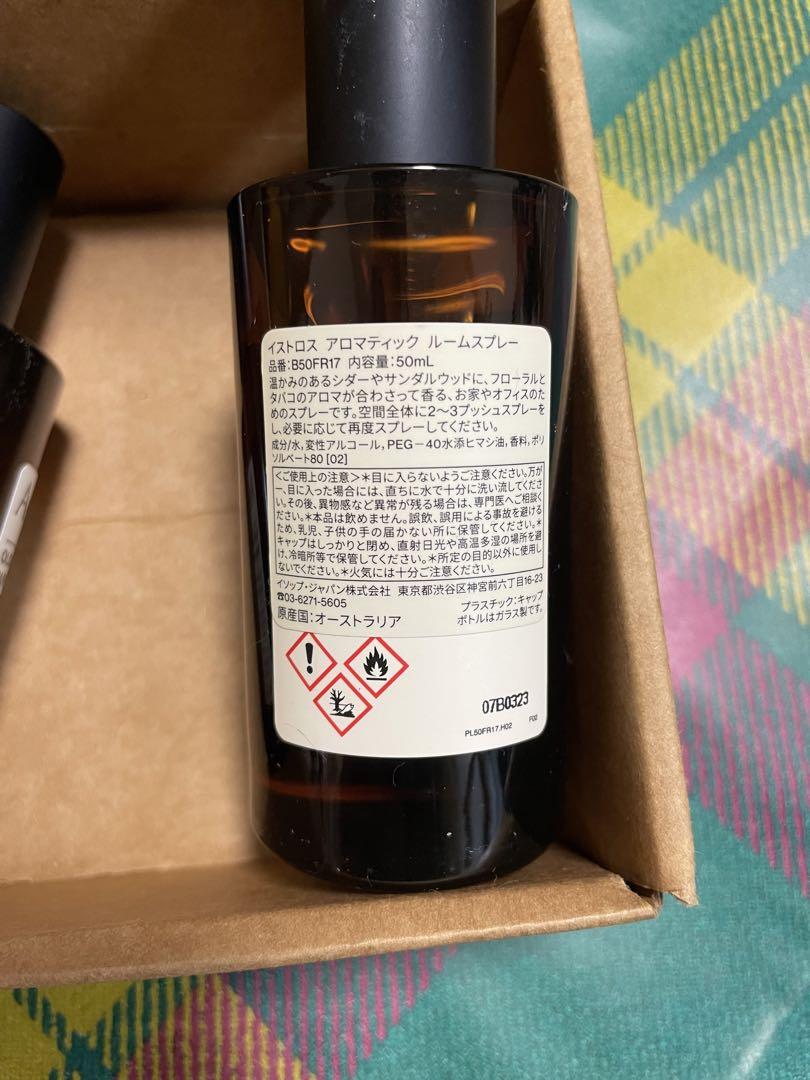 イストロス アロマティック ルームスプレー
品番:B50FR17 内容量:50mL
温かみのあるシダーやサンダルウッドに、フローラルと
タバコのアロマが合わさって香る、お家やオフィスのた
めのスプレーです。空間全体に2〜3プッシュスプレーを
し、必要に応じて再度スプレーしてください。
成分/水,変性アルコール,PEG-40水添ヒマシ油,香料,ポリ
ソルベート80 [02]
<ご使用上の注意>*目に入らないようご注意ください。万が
一、目に入った場合には、直ちに水で十分に洗い流してくだ
さい。その後、異物感など異常が残る場合は、専門医へご相談く
ださい。*本品は飲めません。誤飲、誤用による事故を避ける
ため、乳児、子供の手の届かない所に保管してください。*
キャップはしっかりと閉め、直射日光や高温多湿の場所を避
け、冷暗所等で保管してください。*所定の目的以外に使用し
ないでください。*火気には十分ご注意ください。
イソップ・ジャパン株式会社 東京都渋谷区神宮前六丁目16-23
☎03-6271-5605
プラスチック:キャップ
原産国:オーストラリア
ボトルはガラス製です。
07B0323
PL50FR17.H02 F02